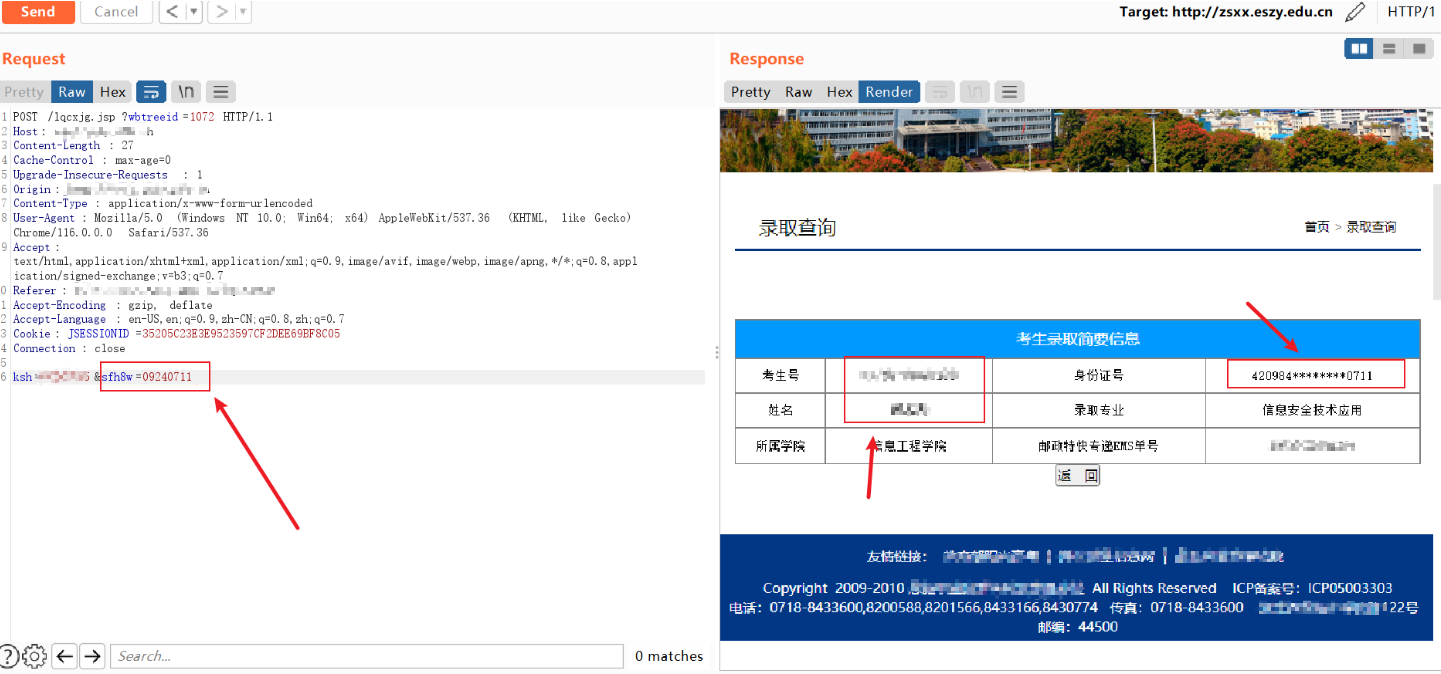 Send
Cancel
<
>
Target: http://zsxx.eszy.edu.cn
HTTP/1
Request
Pretty
Raw
Hex
\n
1 POST /lqcxjg.jsp ?wbtreeid =1072 HTTP/1.1
2 Host :
3 Content-Length : 27
4 Cache-Control : max-age=0
5 Upgrade-Insecure-Requests : 1
6 Origin :
7 Content-Type : application/x-www-form-urlencoded
8 User-Agent : Mozilla/5.0 (Windows NT 10.0; Win64; x64) AppleWebKit/537.36 (KHTML, like Gecko)
Chrome/116.0.0.0 Safari/537.36
9 Accept :
text/html,application/xhtml+xml,application/xml;q=0.9,image/avif,image/webp,image/apng,*/*;q=0.8,appl
ication/signed-exchange;v=b3;q=0.7
0 Referer :
1 Accept-Encoding : gzip, deflate
2 Accept-Language : en-US,en;q=0.9,zh-CN;q=0.8,zh;q=0.7
3 Cookie : JSESSIONID =35205C23E3E9523597CF2DEE69BF8C05
4 Connection : close
5
6 ksh &sfh8w =09240711
Search...
0 matches
Response
Pretty
Raw
Hex
Render
\n
录取查询
首页 > 录取查询
考生录取简要信息
考生号
身份证号
420984********0711
姓名
录取专业
信息安全技术应用
所属学院
信息工程学院
邮政特快专递EMS单号
返 回
友情链接: | |
Copyright 2009-2010 All Rights Reserved ICP备案号: ICP05003303
电话: 0718-8433600,8200588,8201566,8433166,8430774 传真: 0718-8433600 122号
邮编: 44500